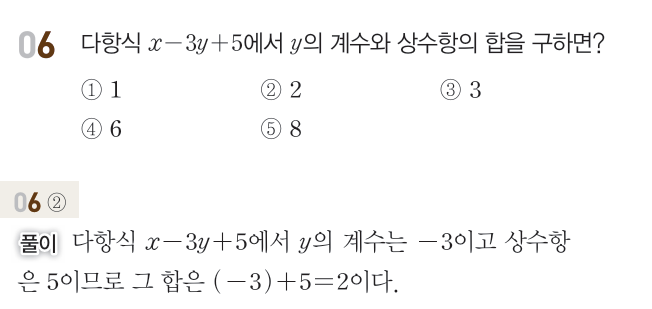 06 다항식 x－3y＋5에서 y의 계수와 상수항의 합을 구하면?
① 1 ② 2 ③ 3
④ 6 ⑤ 8
06 ②
풀이 다항식 x－3y＋5에서 y의 계수는 －3이고 상수항
은 5이므로 그 합은 (－3)＋5＝2이다.